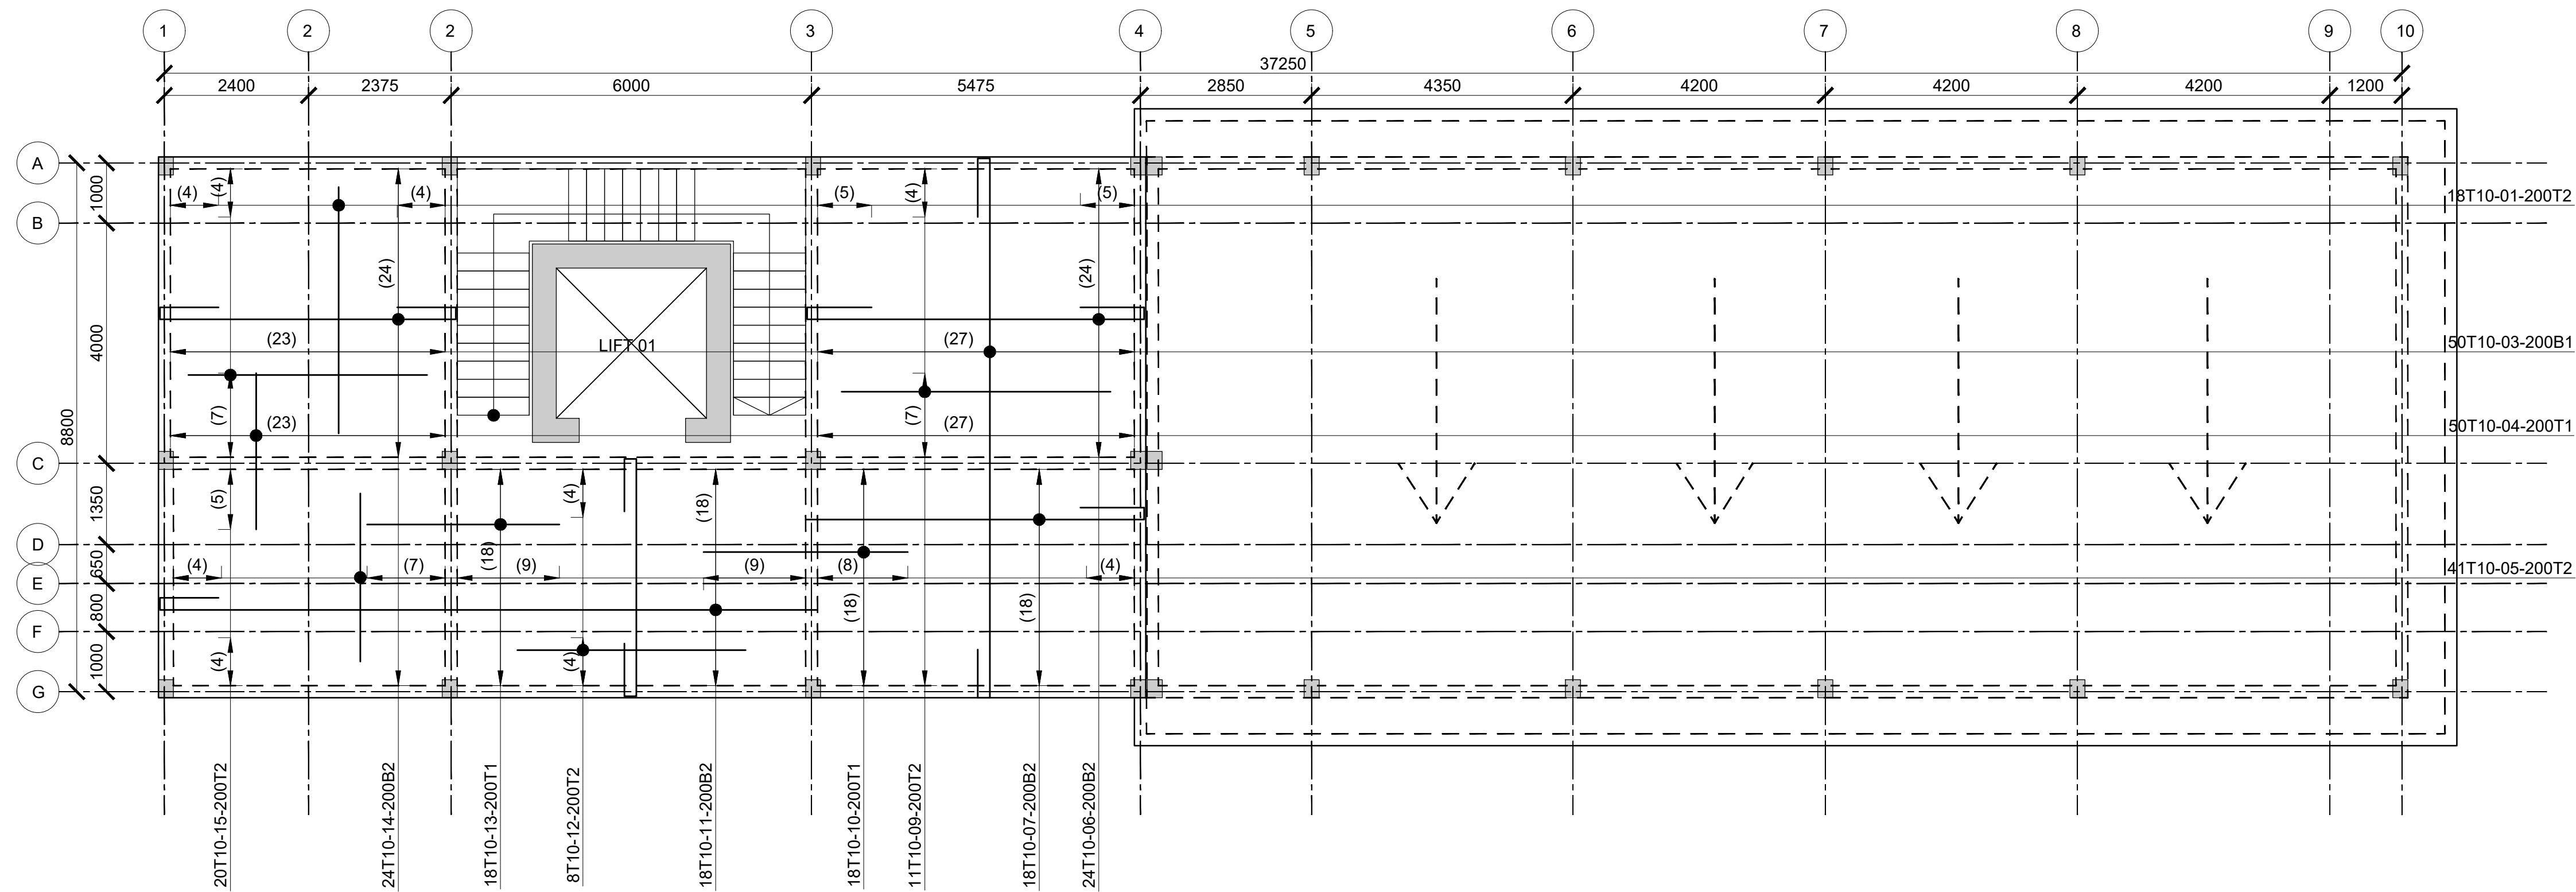 1 2 2 3 4 5 6 7 8 9 10
37250
2400 2375 6000 5475 2850 4350 4200 4200 4200 1200
A
1000
(4) (4) (4) (5) (4) (5)
18T10-01-200T2
B
(24) (24)
4000
(23) LIFT 01 (27)
50T10-03-200B1
(7) (23) (7) (27)
50T10-04-200T1
8800
C
1350
(5) (4) (18)
D
(18)
650
(4) (7) (9) (9) (8) (4)
41T10-05-200T2
E
800
(18) (18)
F
1000
(4) (4)
G
20T10-15-200T2
24T10-14-200B2
18T10-13-200T1
8T10-12-200T2
18T10-11-200B2
18T10-10-200T1
11T10-09-200T2
18T10-07-200B2
24T10-06-200B2